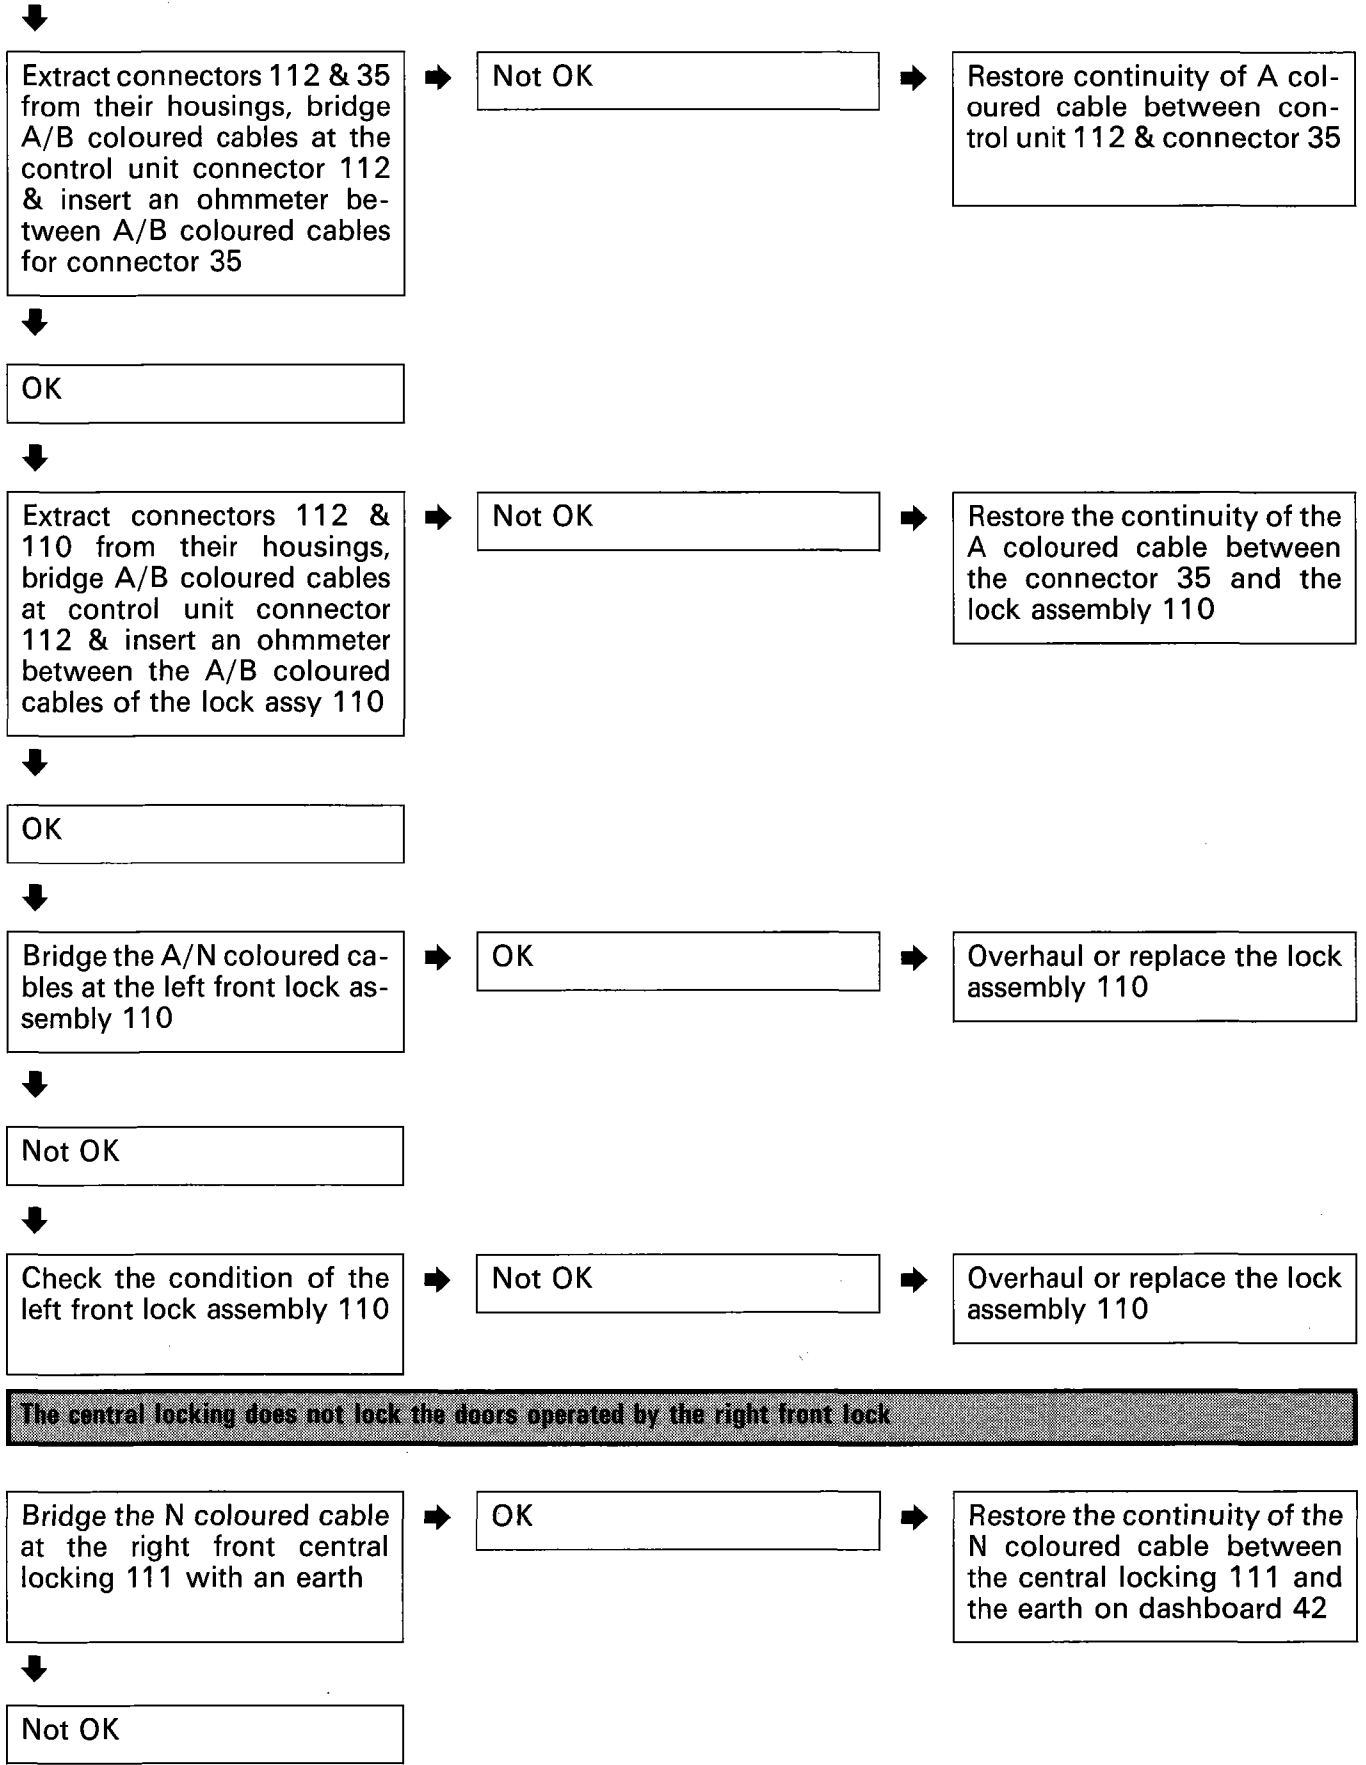 Extract connectors 112 & 35
from their housings, bridge
A/B coloured cables at the
control unit connector 112
& insert an ohmmeter be-
tween A/B coloured cables
for connector 35
Not OK
Restore continuity of A col-
oured cable between con-
trol unit 112 & connector 35
OK
Extract connectors 112 &
110 from their housings,
bridge A/B coloured cables
at control unit connector
112 & insert an ohmmeter
between the A/B coloured
cables of the lock assy 110
Not OK
Restore the continuity of the
A coloured cable between
the connector 35 and the
lock assembly 110
OK
Bridge the A/N coloured ca-
bles at the left front lock as-
sembly 110
OK
Overhaul or replace the lock
assembly 110
Not OK
Check the condition of the
left front lock assembly 110
Not OK
Overhaul or replace the lock
assembly 110
The central locking does not lock the doors operated by the right front lock
Bridge the N coloured cable
at the right front central
locking 111 with an earth
OK
Restore the continuity of the
N coloured cable between
the central locking 111 and
the earth on dashboard 42
Not OK